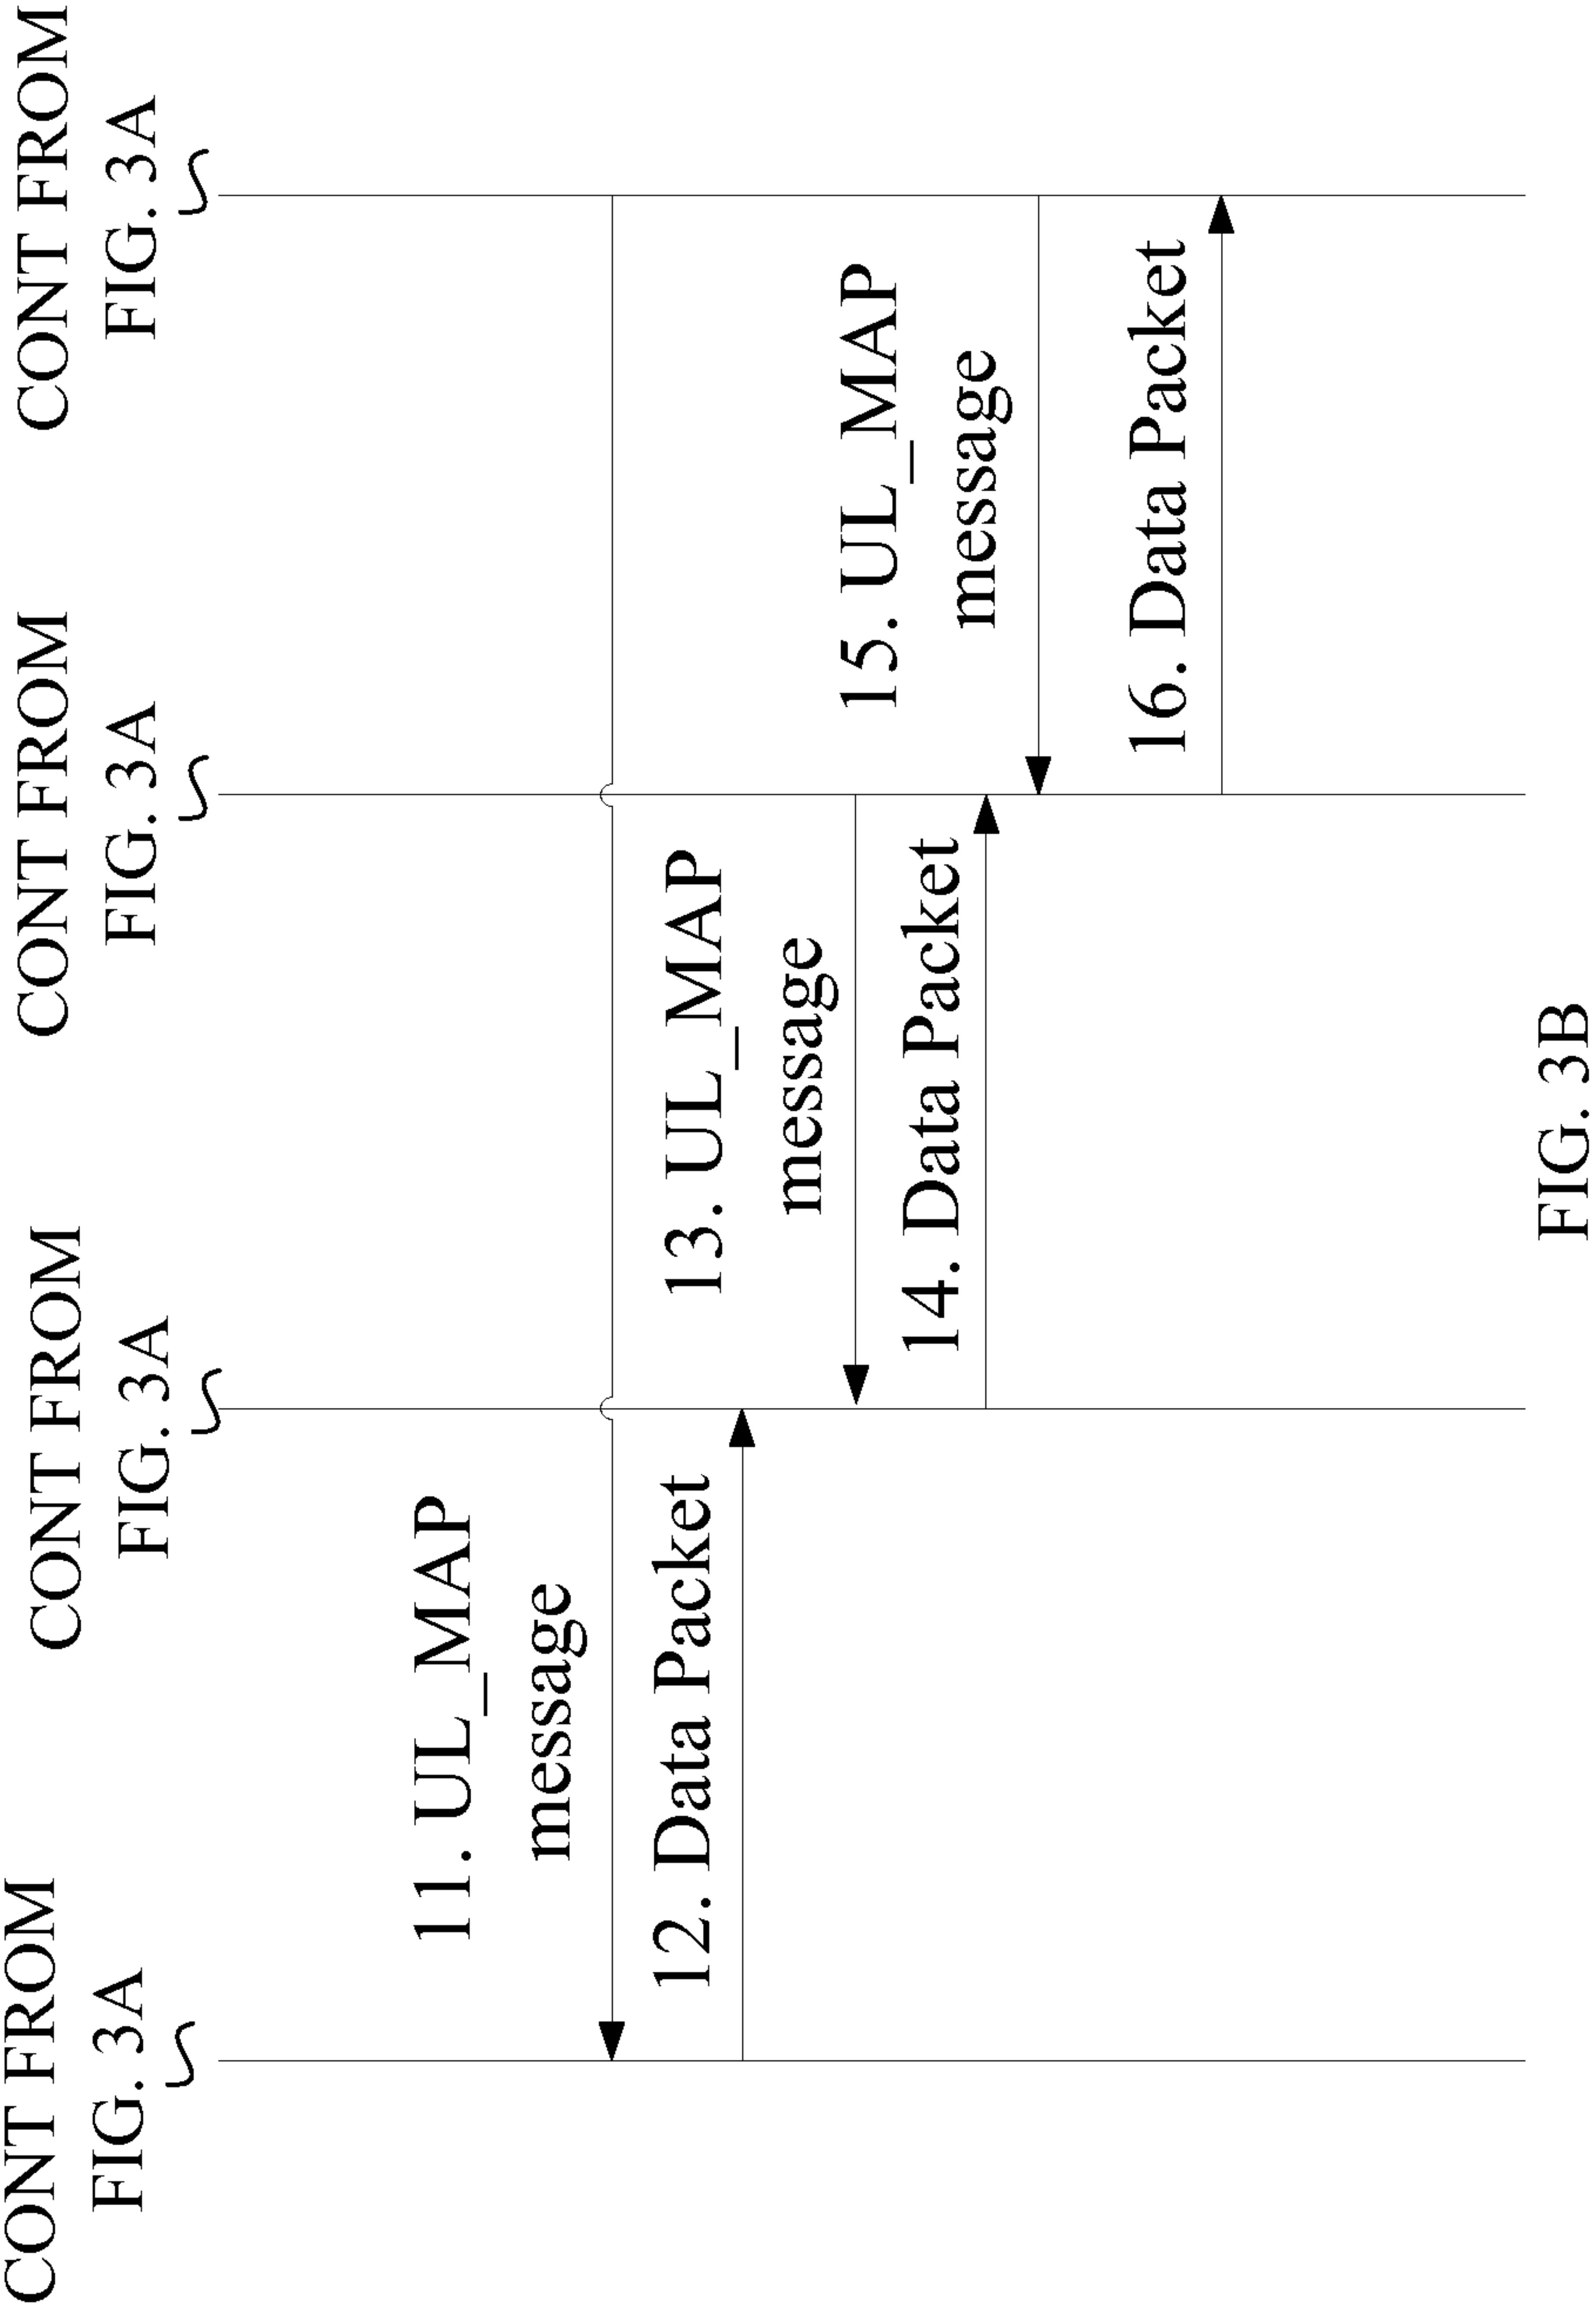 CONT FROM
FIG. 3A
CONT FROM
FIG. 3A
CONT FROM
FIG. 3A
CONT FROM
FIG. 3A
11. UL_MAP
message
12. Data Packet
13. UL_MAP
message
14. Data Packet
15. UL_MAP
message
16. Data Packet
FIG. 3B